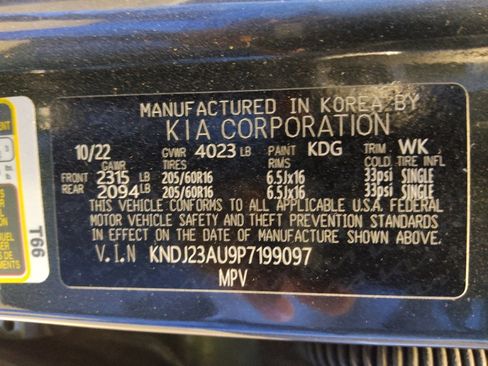 MANUFACTURED IN KOREA BY
KIA CORPORATION
10/22 GVWR 4023 LB PAINT KDG TRIM WK
GAWR TIRE RIMS COLD TIRE INFL
FRONT 2315 LB 205/60R16 6.5Jx16 33psi SINGLE
REAR 2094 LB 205/60R16 6.5Jx16 33psi SINGLE
THIS VEHICLE CONFORMS TO ALL APPLICABLE U.S.A. FEDERAL
MOTOR VEHICLE SAFETY AND THEFT PREVENTION STANDARDS
IN EFFECT ON THE DATE OF MANUFACTURE SHOWN ABOVE.
V.I.N KNDJ23AU9P7199097
MPV
T66